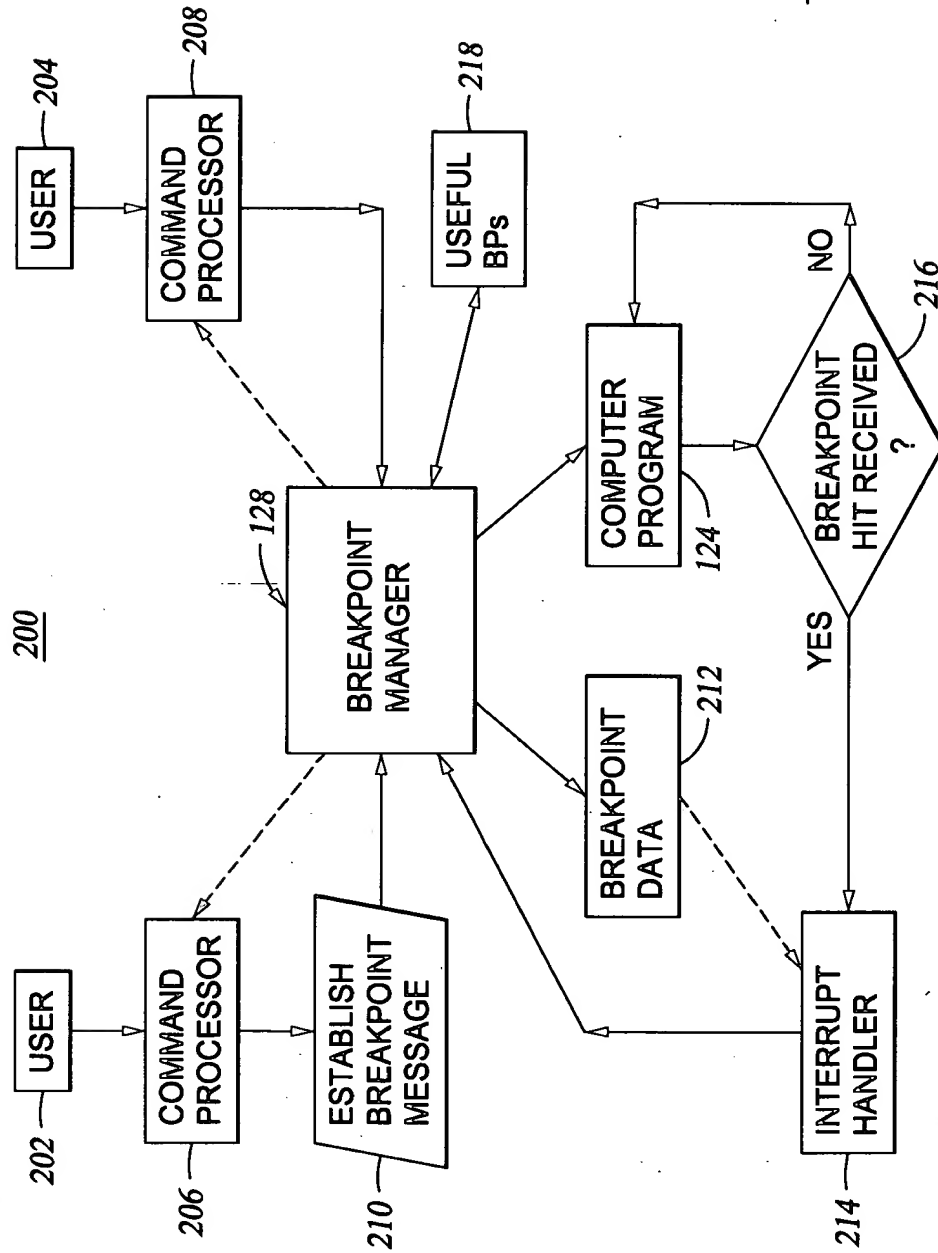 200
USER
202
USER
204
COMMAND
PROCESSOR
206
COMMAND
PROCESSOR
208
128
BREAKPOINT
MANAGER
ESTABLISH
BREAKPOINT
MESSAGE
210
USEFUL
BPs
218
BREAKPOINT
DATA
212
COMPUTER
PROGRAM
124
INTERRUPT
HANDLER
214
YES
BREAKPOINT
HIT RECEIVED
?
NO
216